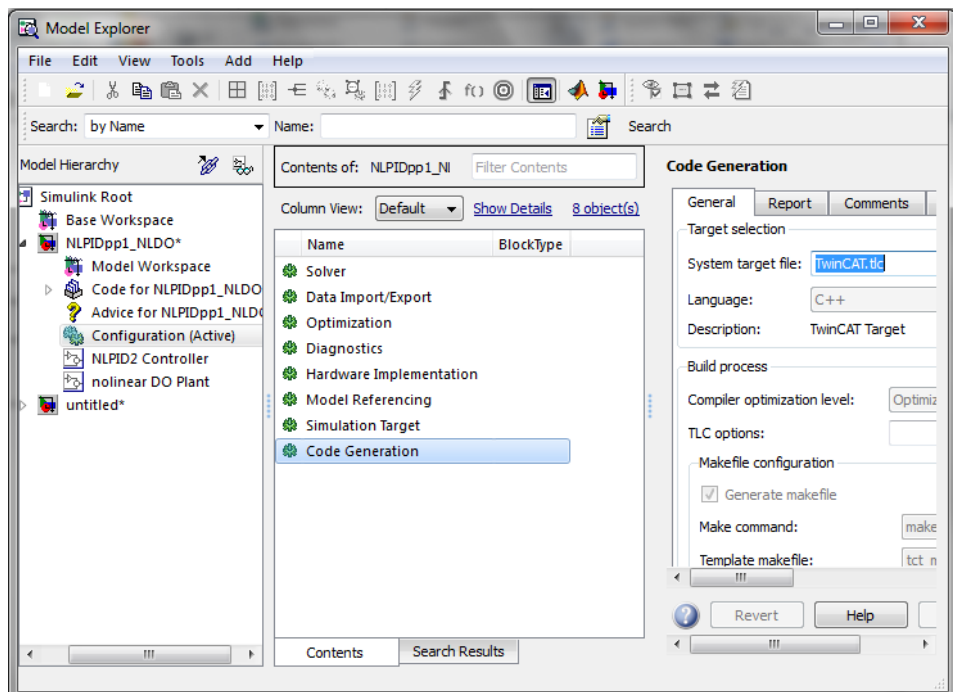 Model Explorer
File Edit View Tools Add Help
Search: by Name Name: Search
Model Hierarchy
Simulink Root
Base Workspace
NLPIDpp1_NLDO*
Model Workspace
Code for NLPIDpp1_NLDO
Advice for NLPIDpp1_NLD
Configuration (Active)
NLPID2 Controller
nolinear DO Plant
untitled*
Contents of: NLPIDpp1_NI Filter Contents
Column View: Default Show Details 8 object(s)
Name BlockType
Solver
Data Import/Export
Optimization
Diagnostics
Hardware Implementation
Model Referencing
Simulation Target
Code Generation
Contents Search Results
Code Generation
General Report Comments
Target selection
System target file: TwinCAT.tlc
Language: C++
Description: TwinCAT Target
Build process
Compiler optimization level: Optimiz
TLC options:
Makefile configuration
Generate makefile
Make command: make
Template makefile: tct_m
Revert Help